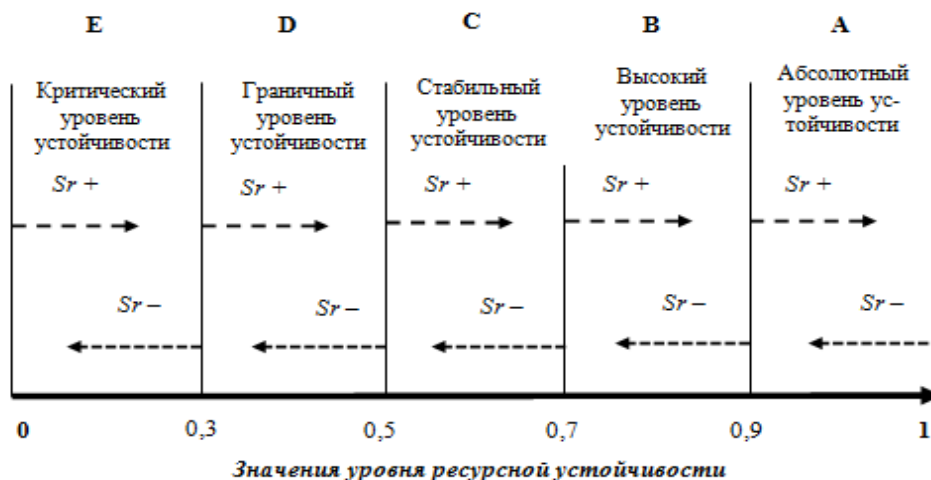 E D C B A
Критический
уровень
устойчивости
Граничный
уровень
устойчивости
Стабильный
уровень
устойчивости
Высокий
уровень
устойчивости
Абсолютный
уровень ус-
тойчивости
Sr + Sr + Sr + Sr + Sr +
Sr – Sr – Sr – Sr – Sr –
0 0,3 0,5 0,7 0,9 1
Значения уровня ресурсной устойчивости